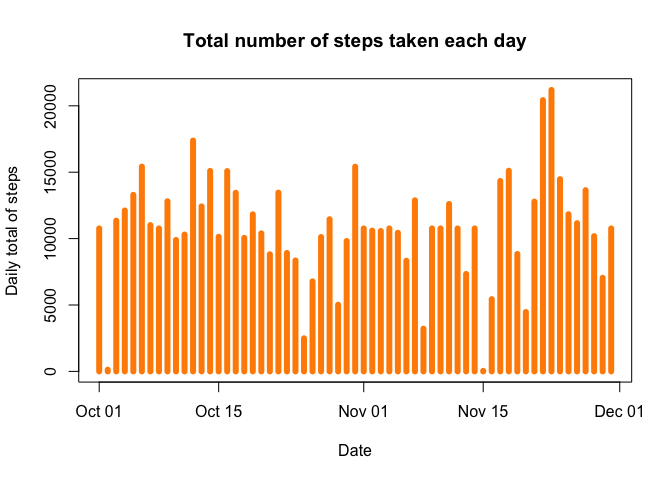 Total number of steps taken each day
Daily total of steps
20000
15000
10000
5000
0
Oct 01
Oct 15
Nov 01
Nov 15
Dec 01
Date